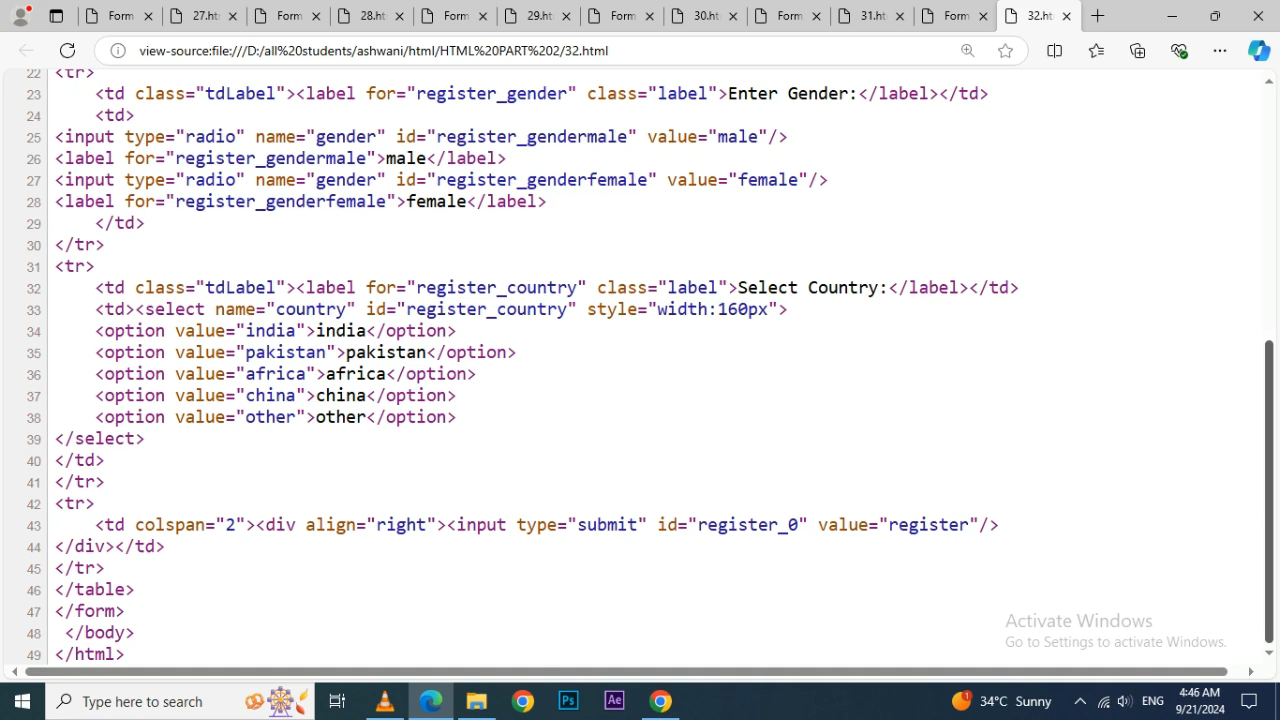 Form
27.ht
Form
28.ht
Form
29.ht
Form
30.ht
Form
31.ht
Form
32.ht
view-source:file:///D:/all%20students/ashwani/html/HTML%20PART%202/32.html
22 <tr>
23 <td class="tdLabel"><label for="register_gender" class="label">Enter Gender:</label></td>
24 <td>
25 <input type="radio" name="gender" id="register_gendermale" value="male"/>
26 <label for="register_gendermale">male</label>
27 <input type="radio" name="gender" id="register_genderfemale" value="female"/>
28 <label for="register_genderfemale">female</label>
29 </td>
30 </tr>
31 <tr>
32 <td class="tdLabel"><label for="register_country" class="label">Select Country:</label></td>
33 <td><select name="country" id="register_country" style="width:160px">
34 <option value="india">india</option>
35 <option value="pakistan">pakistan</option>
36 <option value="africa">africa</option>
37 <option value="china">china</option>
38 <option value="other">other</option>
39 </select>
40 </td>
41 </tr>
42 <tr>
43 <td colspan="2"><div align="right"><input type="submit" id="register_0" value="register"/>
44 </div></td>
45 </tr>
46 </table>
47 </form>
48 </body>
49 </html>
Activate Windows
Go to Settings to activate Windows.
Type here to search
Ps
Ae
1
34°C Sunny
ENG
4:46 AM
9/21/2024